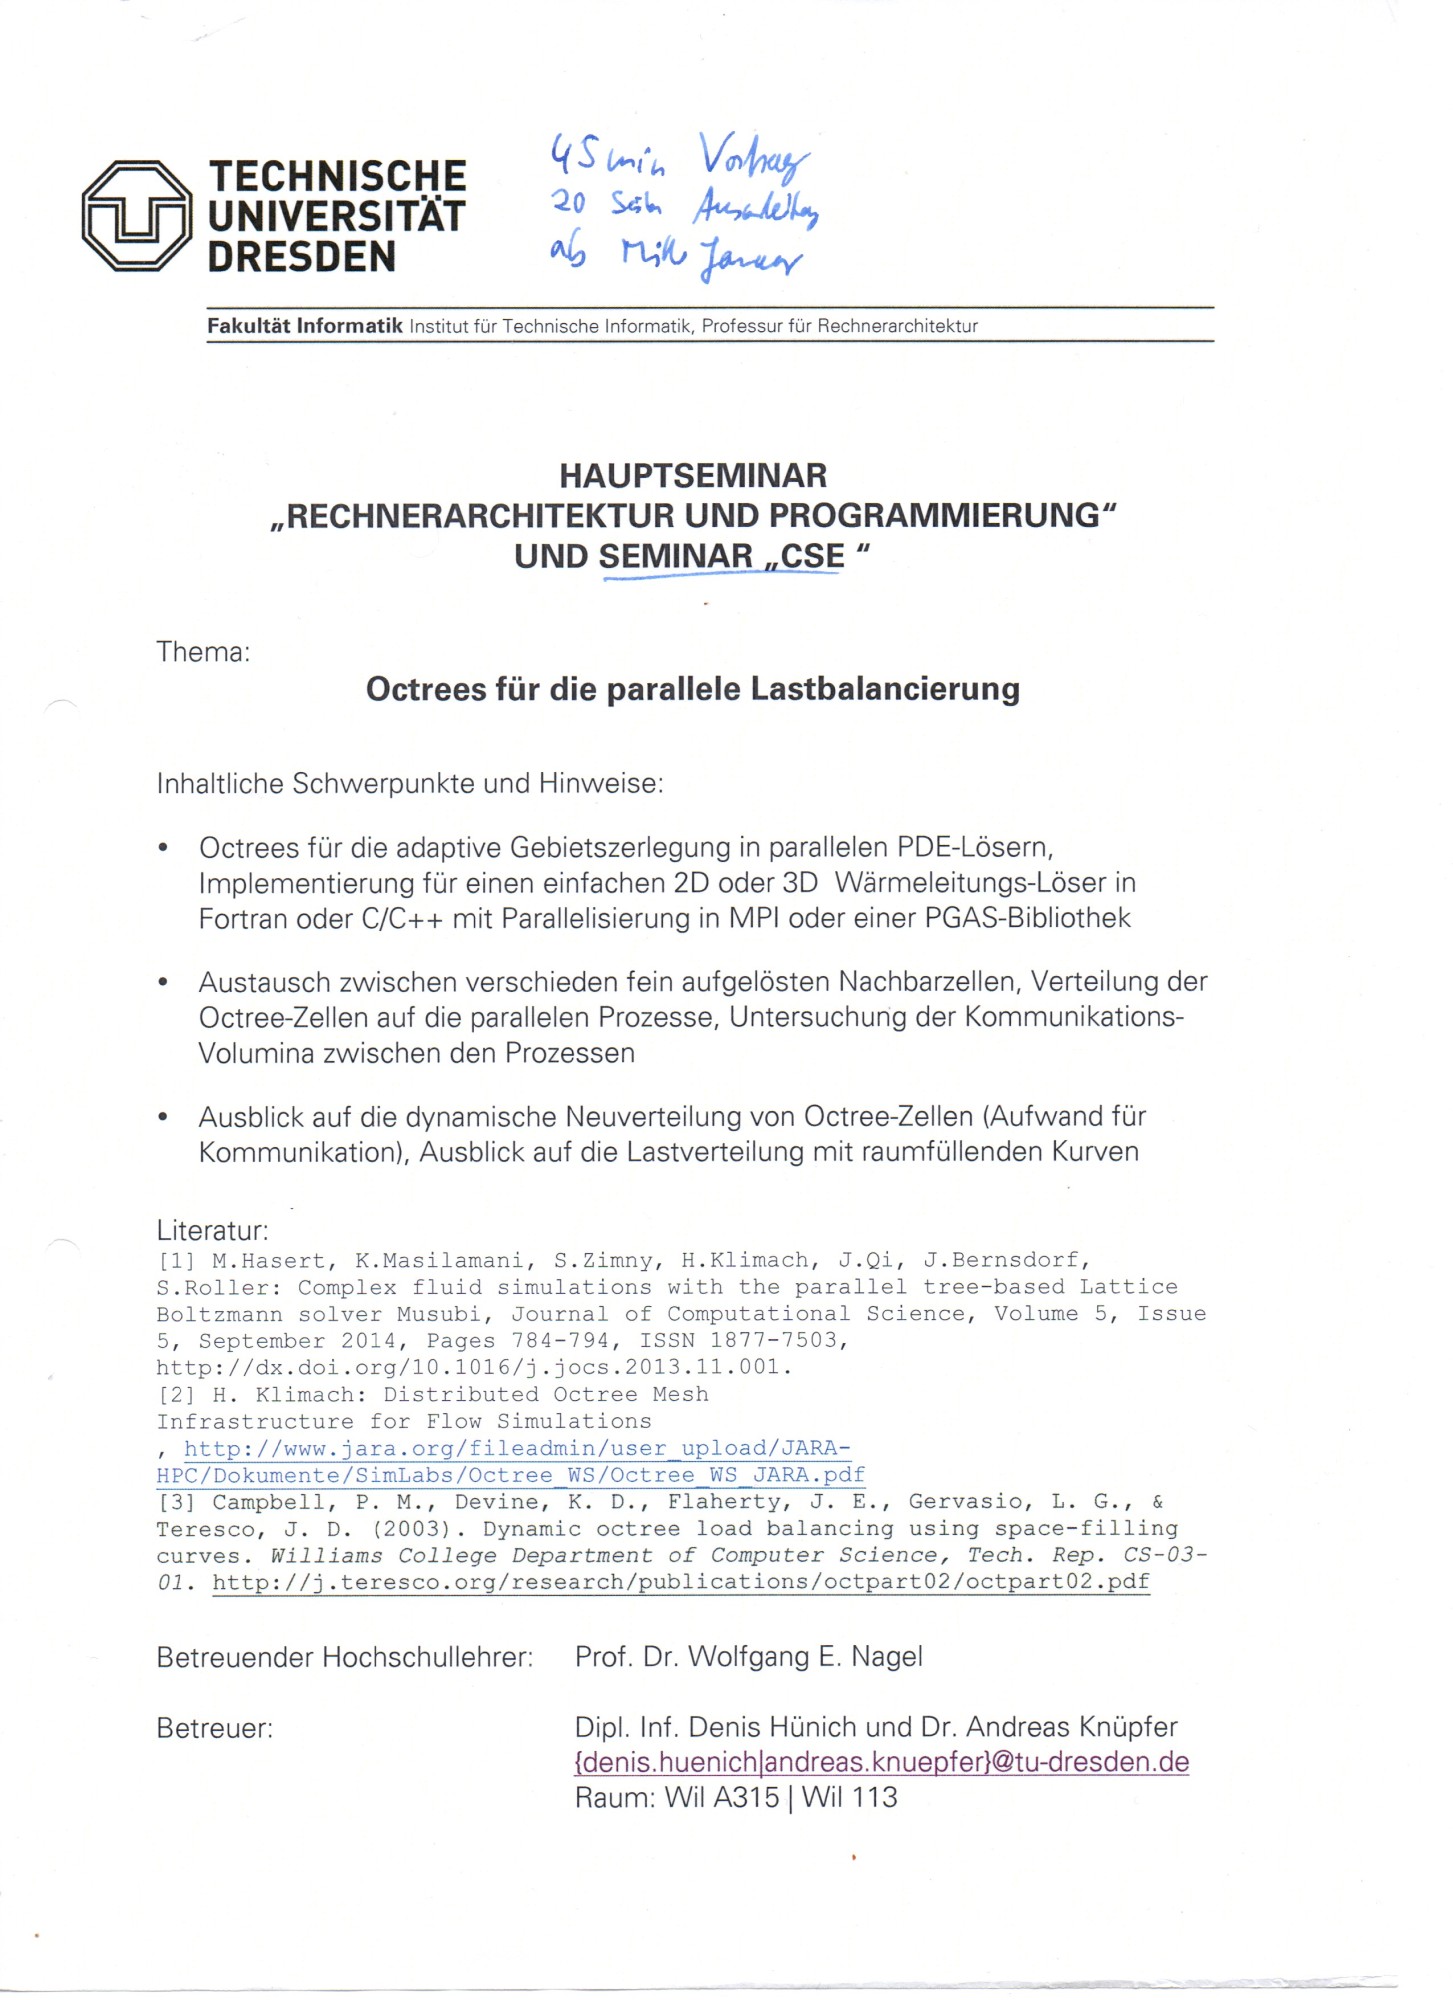 45 min Vortrag
20 Seiten Ausarbeitung
ab Mitte Januar
TECHNISCHE
UNIVERSITÄT
DRESDEN
Fakultät Informatik Institut für Technische Informatik, Professur für Rechnerarchitektur
HAUPTSEMINAR
„RECHNERARCHITEKTUR UND PROGRAMMIERUNG“
UND SEMINAR „CSE “
Thema:
Octrees für die parallele Lastbalancierung
Inhaltliche Schwerpunkte und Hinweise:
• Octrees für die adaptive Gebietszerlegung in parallelen PDE-Lösern,
Implementierung für einen einfachen 2D oder 3D Wärmeleitungs-Löser in
Fortran oder C/C++ mit Parallelisierung in MPI oder einer PGAS-Bibliothek
• Austausch zwischen verschieden fein aufgelösten Nachbarzellen, Verteilung der
Octree-Zellen auf die parallelen Prozesse, Untersuchung der Kommunikations-
Volumina zwischen den Prozessen
• Ausblick auf die dynamische Neuverteilung von Octree-Zellen (Aufwand für
Kommunikation), Ausblick auf die Lastverteilung mit raumfüllenden Kurven
Literatur:
[1] M.Hasert, K.Masilamani, S.Zimny, H.Klimach, J.Qi, J.Bernsdorf,
S.Roller: Complex fluid simulations with the parallel tree-based Lattice
Boltzmann solver Musubi, Journal of Computational Science, Volume 5, Issue
5, September 2014, Pages 784-794, ISSN 1877-7503,
http://dx.doi.org/10.1016/j.jocs.2013.11.001.
[2] H. Klimach: Distributed Octree Mesh
Infrastructure for Flow Simulations
, http://www.jara.org/fileadmin/user_upload/JARA-
HPC/Dokumente/SimLabs/Octree_WS/Octree_WS_JARA.pdf
[3] Campbell, P. M., Devine, K. D., Flaherty, J. E., Gervasio, L. G., &
Teresco, J. D. (2003). Dynamic octree load balancing using space-filling
curves. Williams College Department of Computer Science, Tech. Rep. CS-03-
01. http://j.teresco.org/research/publications/octpart02/octpart02.pdf
Betreuender Hochschullehrer: Prof. Dr. Wolfgang E. Nagel
Betreuer: Dipl. Inf. Denis Hünich und Dr. Andreas Knüpfer
{denis.huenich|andreas.knuepfer}@tu-dresden.de
Raum: Wil A315 | Wil 113